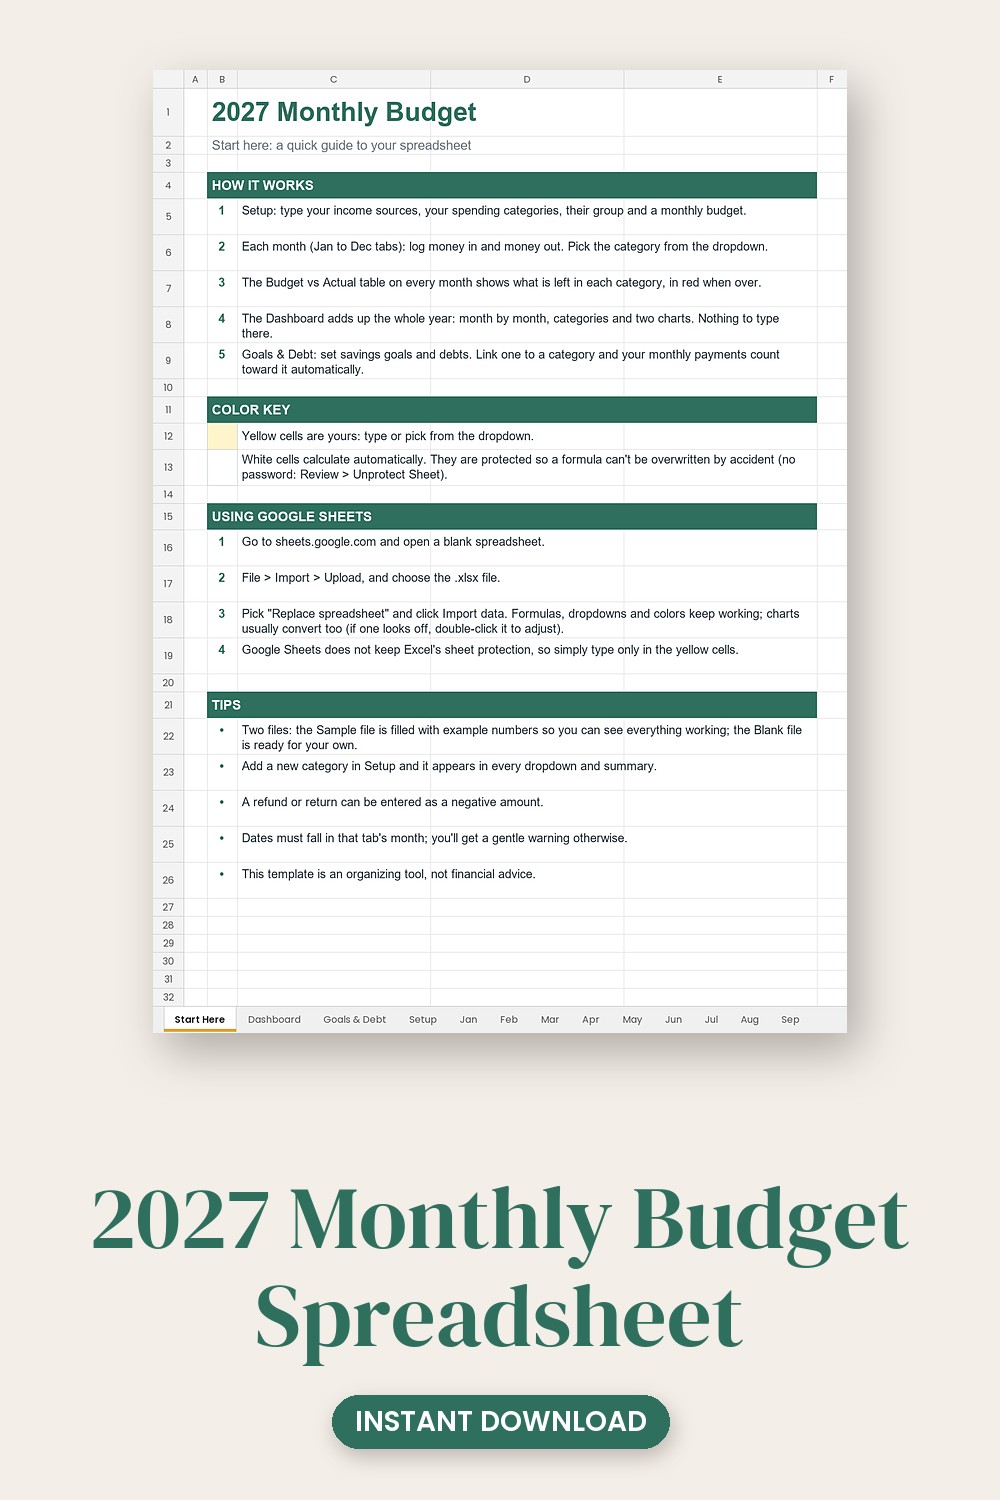 A B C D E F
1 2027 Monthly Budget
2 Start here: a quick guide to your spreadsheet
3
4 HOW IT WORKS
5 1 Setup: type your income sources, your spending categories, their group and a monthly budget.
6 2 Each month (Jan to Dec tabs): log money in and money out. Pick the category from the dropdown.
7 3 The Budget vs Actual table on every month shows what is left in each category, in red when over.
8 4 The Dashboard adds up the whole year: month by month, categories and two charts. Nothing to type
there.
9 5 Goals & Debt: set savings goals and debts. Link one to a category and your monthly payments count
toward it automatically.
10
11 COLOR KEY
12 Yellow cells are yours: type or pick from the dropdown.
13 White cells calculate automatically. They are protected so a formula can't be overwritten by accident (no
password: Review > Unprotect Sheet).
14
15 USING GOOGLE SHEETS
16 1 Go to sheets.google.com and open a blank spreadsheet.
17 2 File > Import > Upload, and choose the .xlsx file.
18 3 Pick "Replace spreadsheet" and click Import data. Formulas, dropdowns and colors keep working; charts
usually convert too (if one looks off, double-click it to adjust).
19 4 Google Sheets does not keep Excel's sheet protection, so simply type only in the yellow cells.
20
21 TIPS
22 • Two files: the Sample file is filled with example numbers so you can see everything working; the Blank file
is ready for your own.
23 • Add a new category in Setup and it appears in every dropdown and summary.
24 • A refund or return can be entered as a negative amount.
25 • Dates must fall in that tab's month; you'll get a gentle warning otherwise.
26 • This template is an organizing tool, not financial advice.
27
28
29
30
31
32
Start Here Dashboard Goals & Debt Setup Jan Feb Mar Apr May Jun Jul Aug Sep
2027 Monthly Budget
Spreadsheet
INSTANT DOWNLOAD